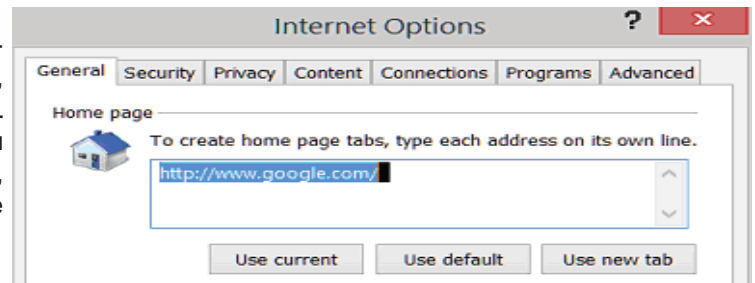 Internet Options ?
General Security Privacy Content Connections Programs Advanced
Home page
To create home page tabs, type each address on its own line.
http://www.google.com/
Use current Use default Use new tab